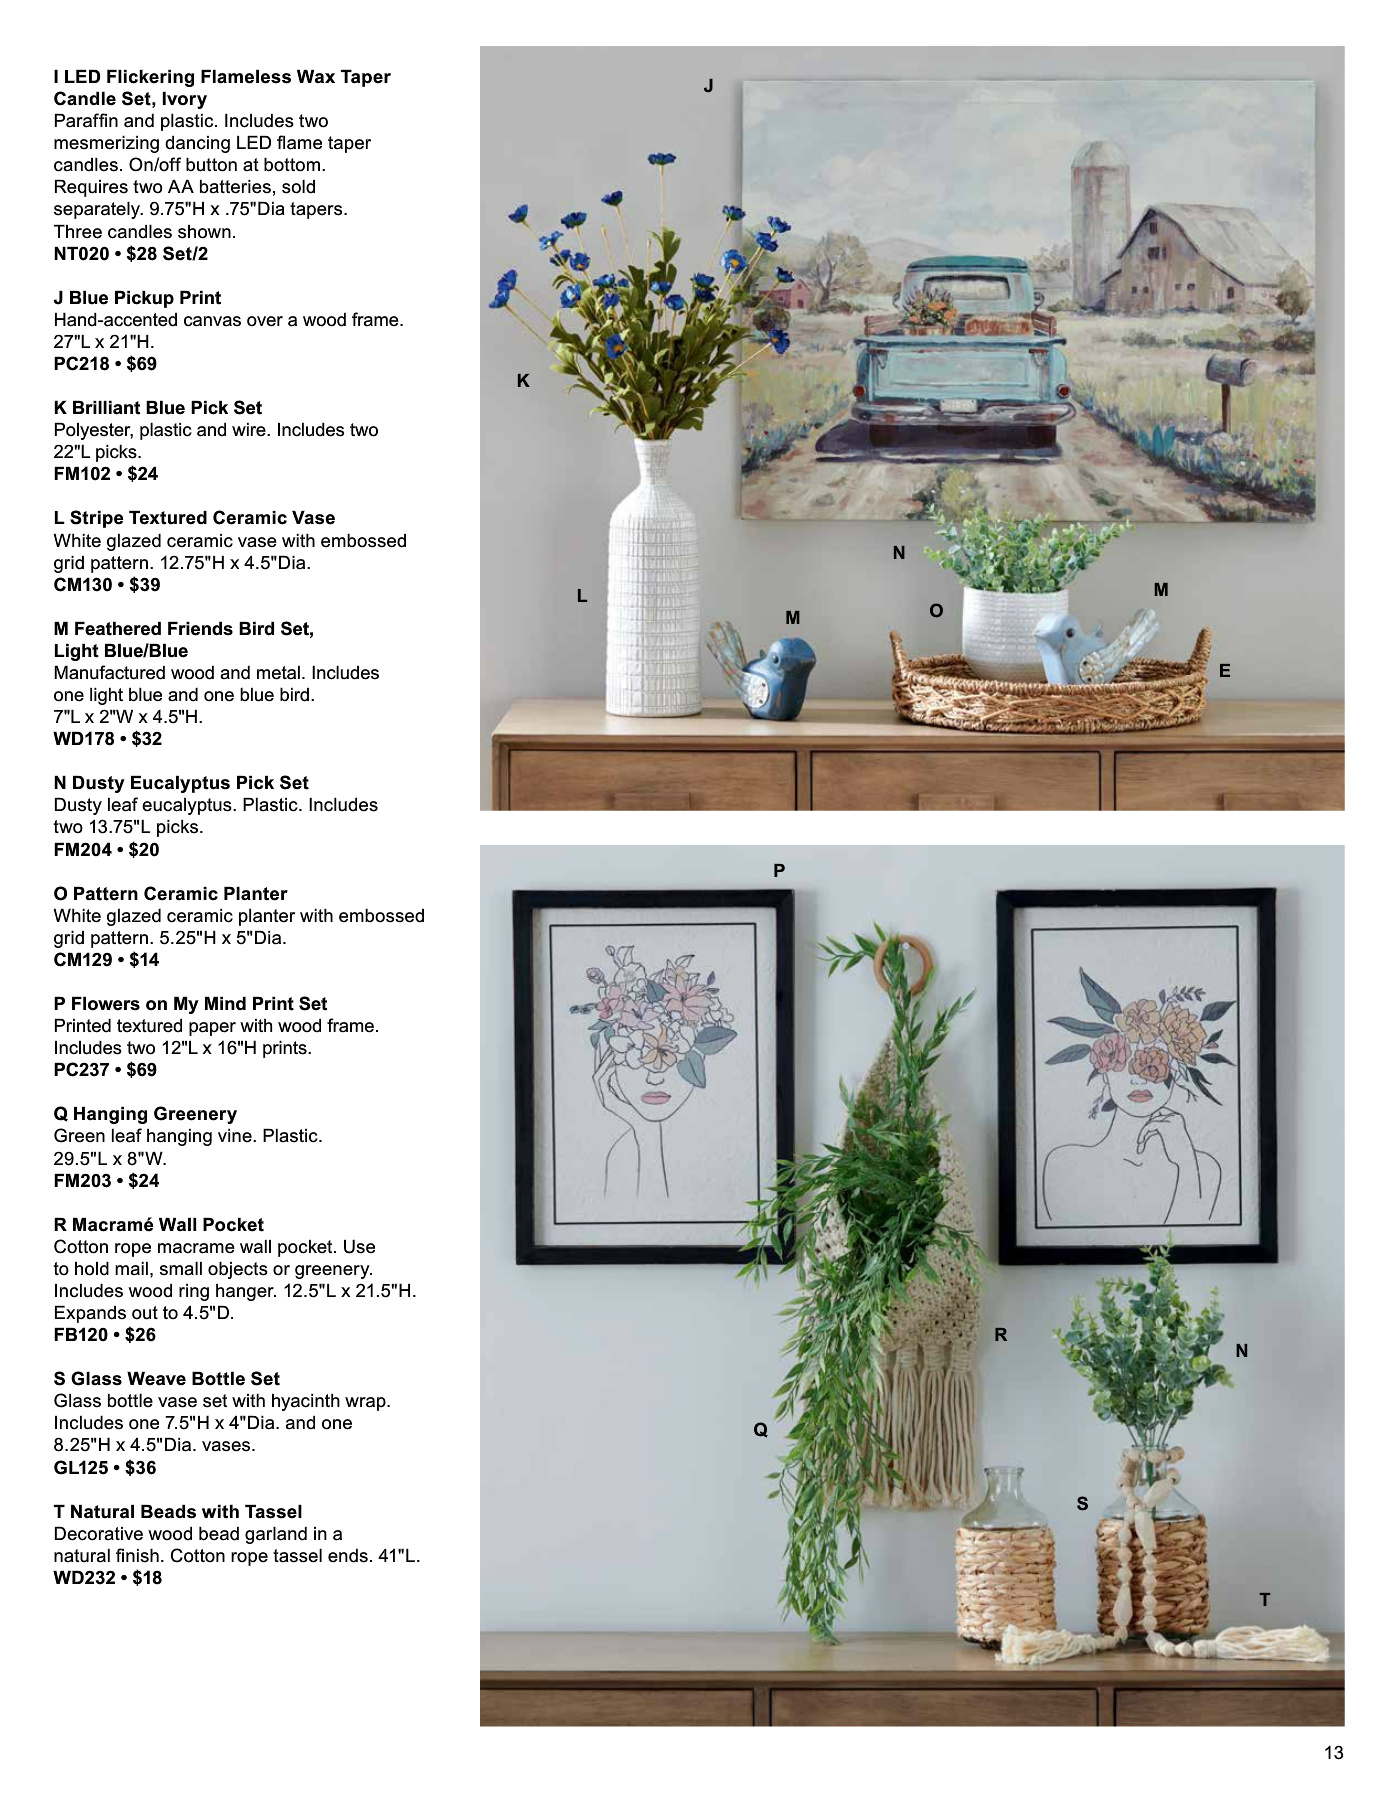 I LED Flickering Flameless Wax Taper
Candle Set, Ivory
Paraffin and plastic. Includes two
mesmerizing dancing LED flame taper
candles. On/off button at bottom.
Requires two AA batteries, sold
separately. 9.75"H x .75"Dia tapers.
Three candles shown.
NT020 • $28 Set/2
J Blue Pickup Print
Hand-accented canvas over a wood frame.
27"L x 21"H.
PC218 • $69
K Brilliant Blue Pick Set
Polyester, plastic and wire. Includes two
22"L picks.
FM102 • $24
L Stripe Textured Ceramic Vase
White glazed ceramic vase with embossed
grid pattern. 12.75"H x 4.5"Dia.
CM130 • $39
M Feathered Friends Bird Set,
Light Blue/Blue
Manufactured wood and metal. Includes
one light blue and one blue bird.
7"L x 2"W x 4.5"H.
WD178 • $32
N Dusty Eucalyptus Pick Set
Dusty leaf eucalyptus. Plastic. Includes
two 13.75"L picks.
FM204 • $20
O Pattern Ceramic Planter
White glazed ceramic planter with embossed
grid pattern. 5.25"H x 5"Dia.
CM129 • $14
P Flowers on My Mind Print Set
Printed textured paper with wood frame.
Includes two 12"L x 16"H prints.
PC237 • $69
Q Hanging Greenery
Green leaf hanging vine. Plastic.
29.5"L x 8"W.
FM203 • $24
R Macramé Wall Pocket
Cotton rope macrame wall pocket. Use
to hold mail, small objects or greenery.
Includes wood ring hanger. 12.5"L x 21.5"H.
Expands out to 4.5"D.
FB120 • $26
S Glass Weave Bottle Set
Glass bottle vase set with hyacinth wrap.
Includes one 7.5"H x 4"Dia. and one
8.25"H x 4.5"Dia. vases.
GL125 • $36
T Natural Beads with Tassel
Decorative wood bead garland in a
natural finish. Cotton rope tassel ends. 41"L.
WD232 • $18
J
K
N
L
M
O
M
E
P
R
N
Q
S
T
13